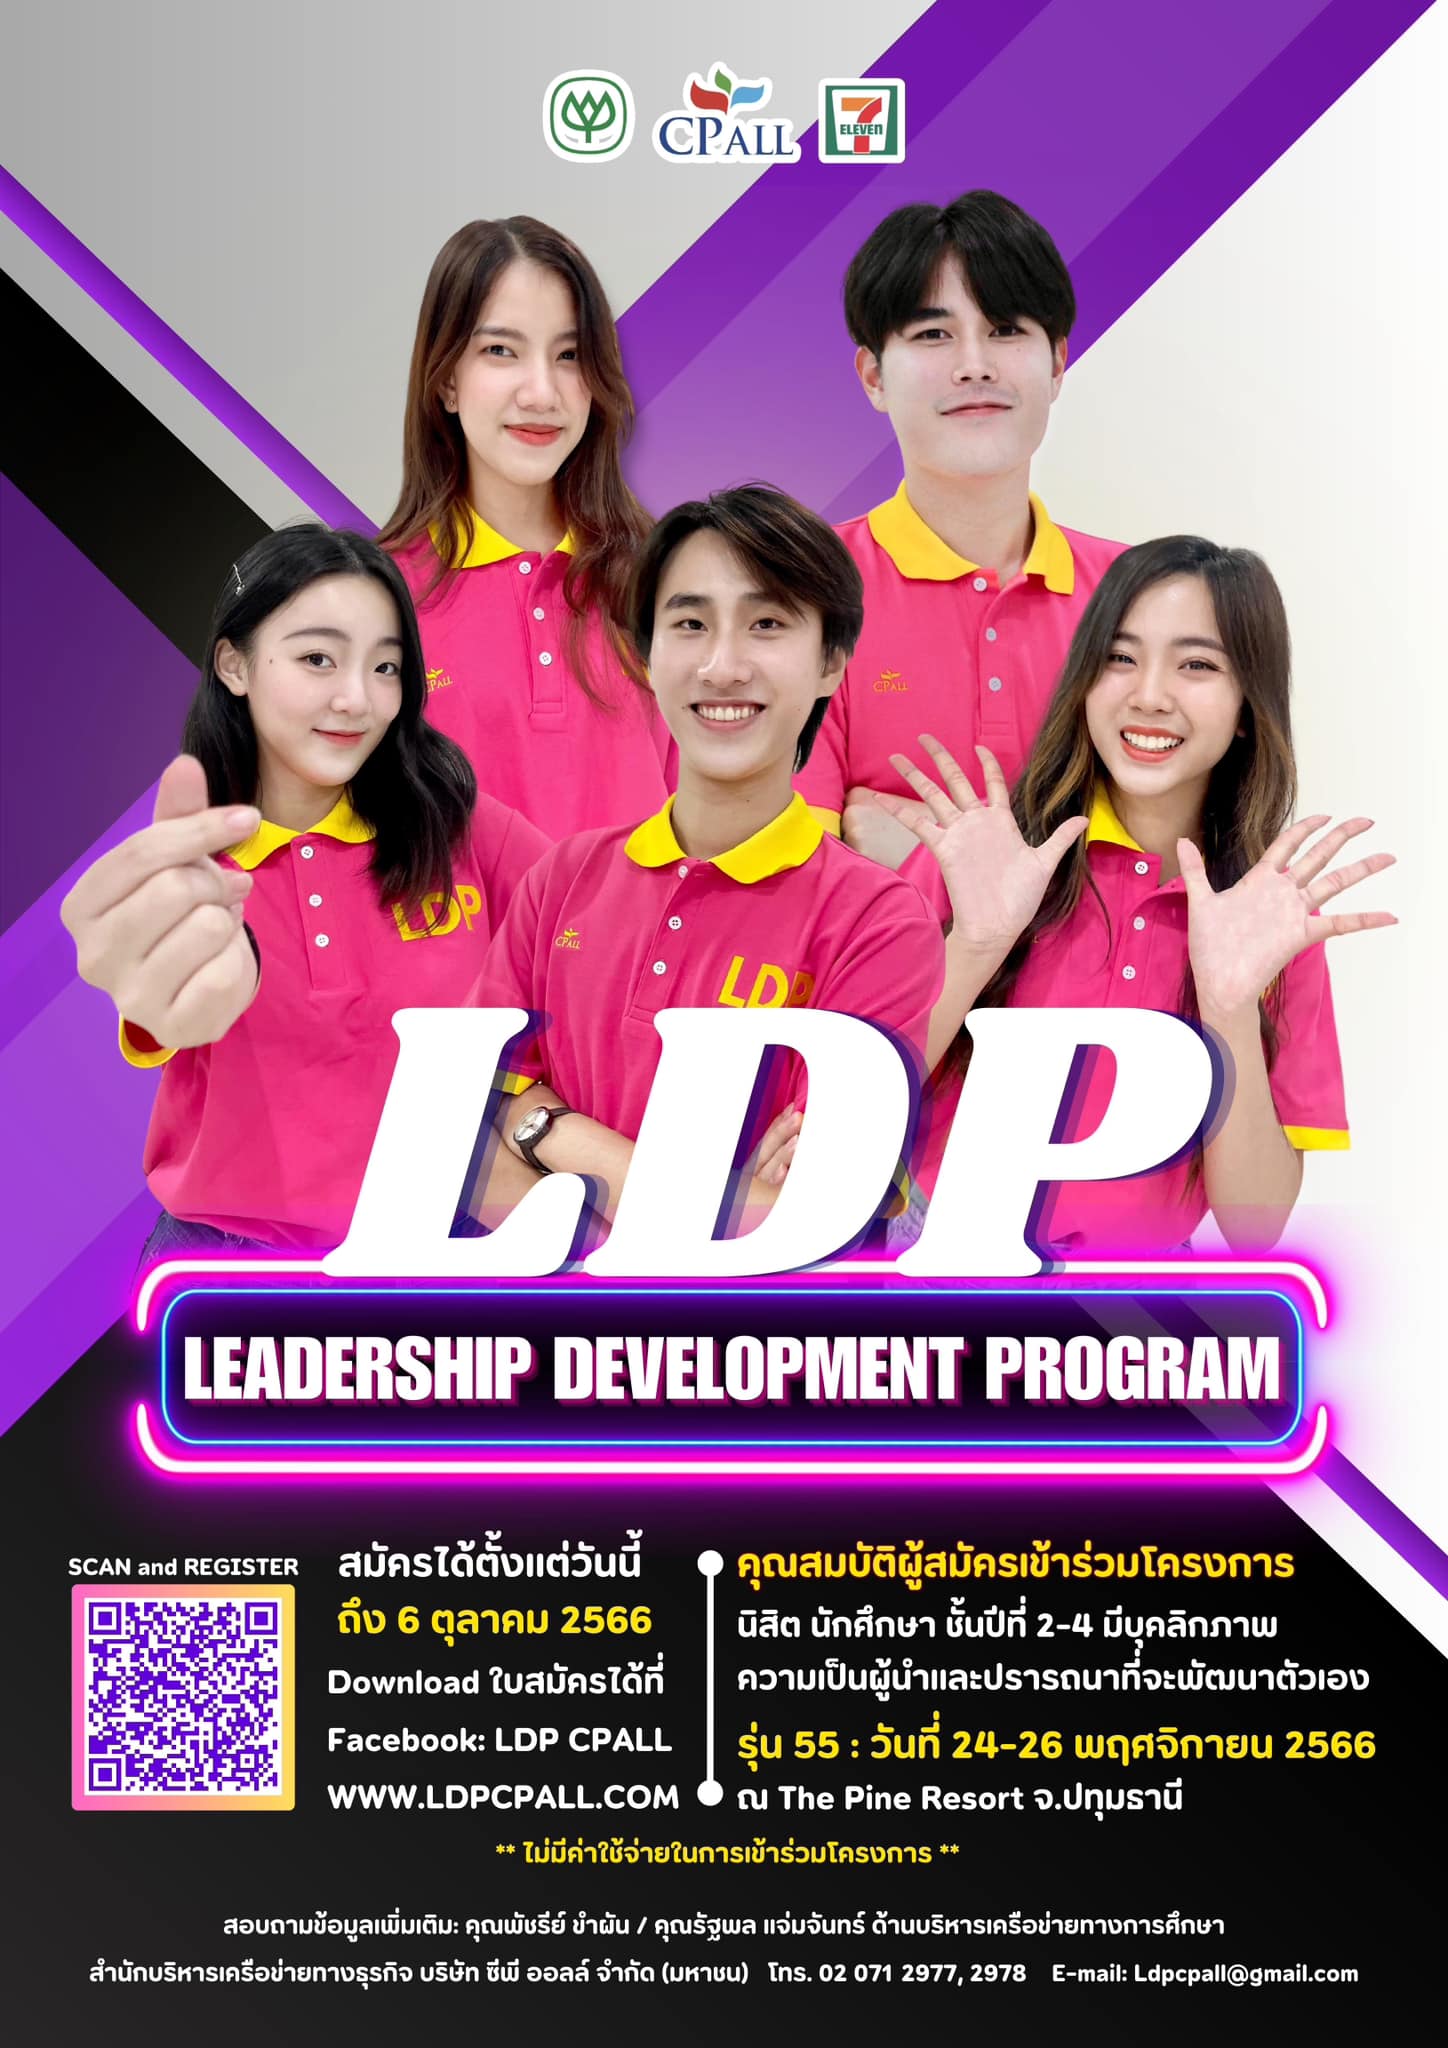 CPALL
7
ELEVEn
CPALL
CPALL
LDP
CPALL
LDP
LDP
LEADERSHIP DEVELOPMENT PROGRAM
SCAN and REGISTER
สมัครได้ตั้งแต่วันนี้
ถึง 6 ตุลาคม 2566
Download ใบสมัครได้ที่
Facebook: LDP CPALL
WWW.LDPCPALL.COM
คุณสมบัติผู้สมัครเข้าร่วมโครงการ
นิสิต นักศึกษา ชั้นปีที่ 2-4 มีบุคลิกภาพ
ความเป็นผู้นำและปรารถนาที่จะพัฒนาตัวเอง
รุ่น 55 : วันที่ 24-26 พฤศจิกายน 2566
ณ The Pine Resort จ.ปทุมธานี
** ไม่มีค่าใช้จ่ายในการเข้าร่วมโครงการ **
สอบถามข้อมูลเพิ่มเติม: คุณพัชรีย์ ขำผัน / คุณรัฐพล แจ่มจันทร์ ด้านบริหารเครือข่ายทางการศึกษา
สำนักบริหารเครือข่ายทางธุรกิจ บริษัท ซีพี ออลล์ จำกัด (มหาชน) โทร. 02 071 2977, 2978 E-mail: Ldpcpall@gmail.com